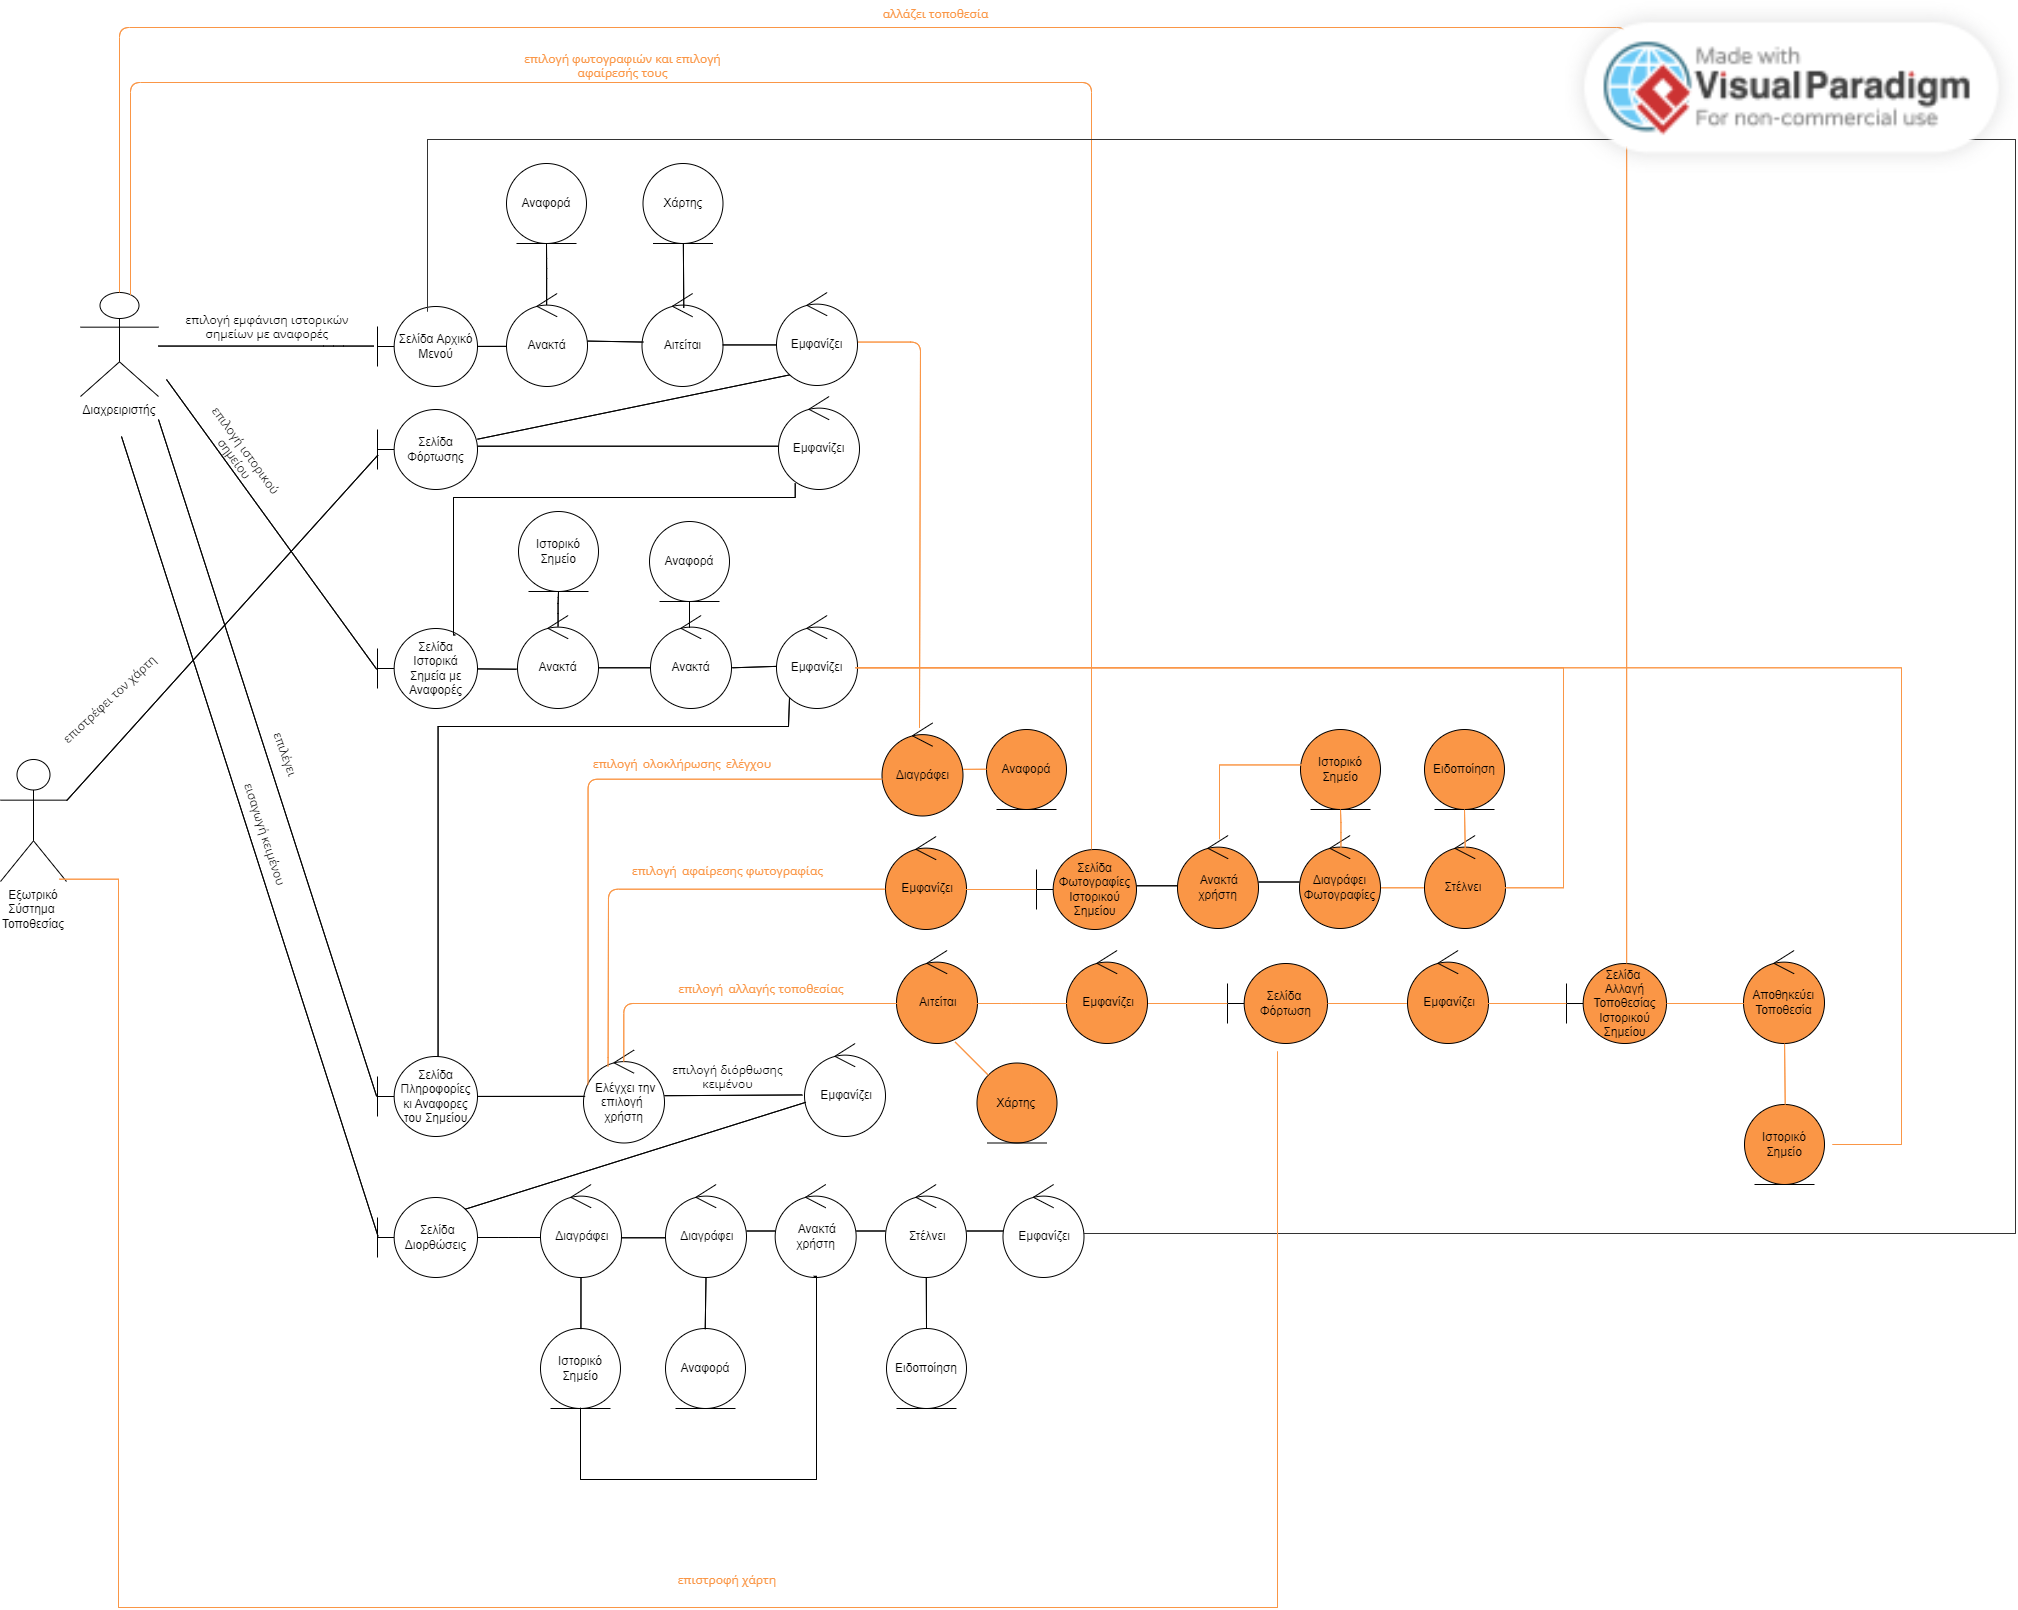 αλλάζει τοποθεσία
Made with
Visual Paradigm
For non-commercial use
επιλογή φωτογραφιών και επιλογή
αφαίρεσής τους
Αναφορά
Χάρτης
επιλογή εμφάνιση ιστορικών
σημείων με αναφορές
Σελίδα Αρχικό
Μενού
Ανακτά
Αιτείται
Εμφανίζει
Διαχρειριστής
επιλογή ιστορικού
σημείου
Σελίδα
Φόρτωσης
Εμφανίζει
Ιστορικό
Σημείο
Αναφορά
Σελίδα
Ιστορικά
Σημεία με
Αναφορές
Ανακτά
Ανακτά
Εμφανίζει
επιστρέφει τον χάρτη
επιλέγει
εισαγωγή κειμένου
επιλογή ολοκλήρωσης ελέγχου
Διαγράφει
Αναφορά
Ιστορικό
Σημείο
Ειδοποίηση
Εξωτρικό
Σύστημα
Τοποθεσίας
επιλογή αφαίρεσης φωτογραφίας
Εμφανίζει
Σελίδα
Φωτογραφίες
Ιστορικού
Σημείου
Ανακτά
χρήστη
Διαγράφει
Φωτογραφίες
Στέλνει
επιλογή αλλαγής τοποθεσίας
Αιτείται
Εμφανίζει
Σελίδα
Φόρτωση
Εμφανίζει
Σελίδα
Αλλαγή
Τοποθεσίας
Ιστορικού
Σημείου
Αποθηκεύει
Τοποθεσία
Σελίδα
Πληροφορίες
κι Αναφορες
του Σημείου
Ελέγχει την
επιλογή
χρήστη
επιλογή διόρθωσης
κειμένου
Εμφανίζει
Χάρτης
Ιστορικό
Σημείο
Σελίδα
Διορθώσεις
Διαγράφει
Διαγράφει
Ανακτά
χρήστη
Στέλνει
Εμφανίζει
Ιστορικό
Σημείο
Αναφορά
Ειδοποίηση
επιστροφή χάρτη